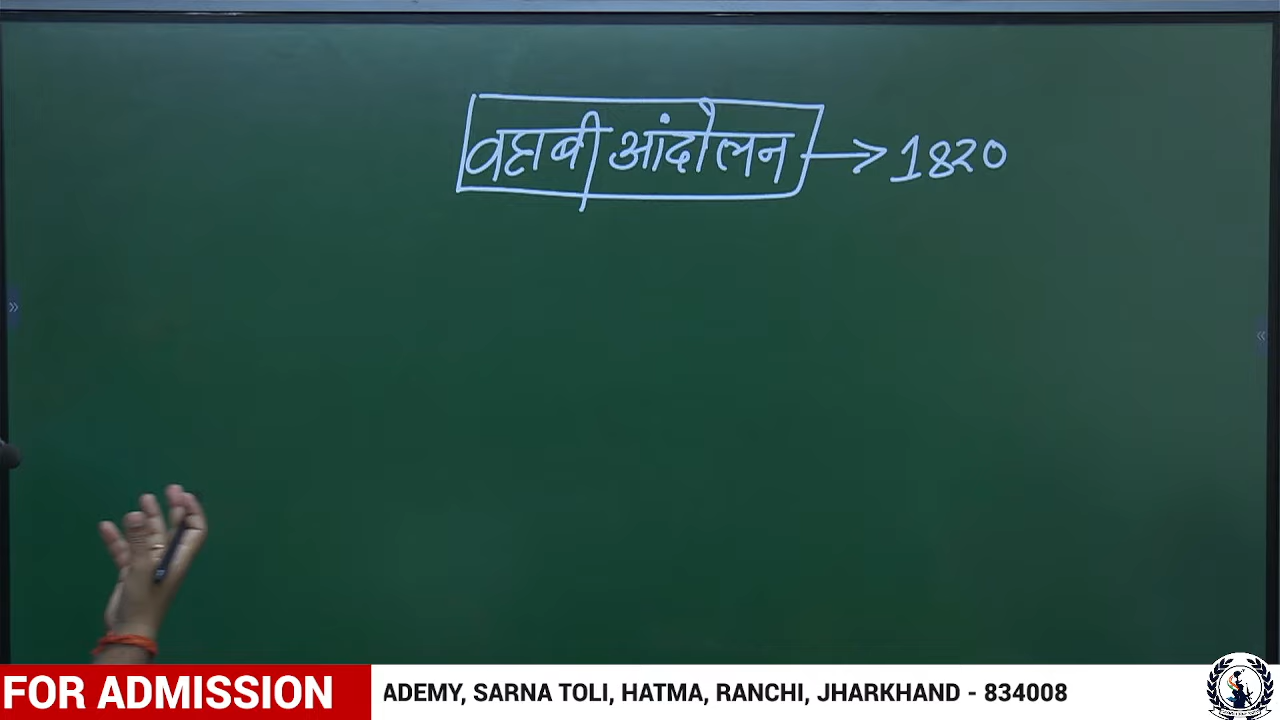 वहाबी आंदोलन → 1820
FOR ADMISSION
ADEMY, SARNA TOLI, HATMA, RANCHI, JHARKHAND - 834008